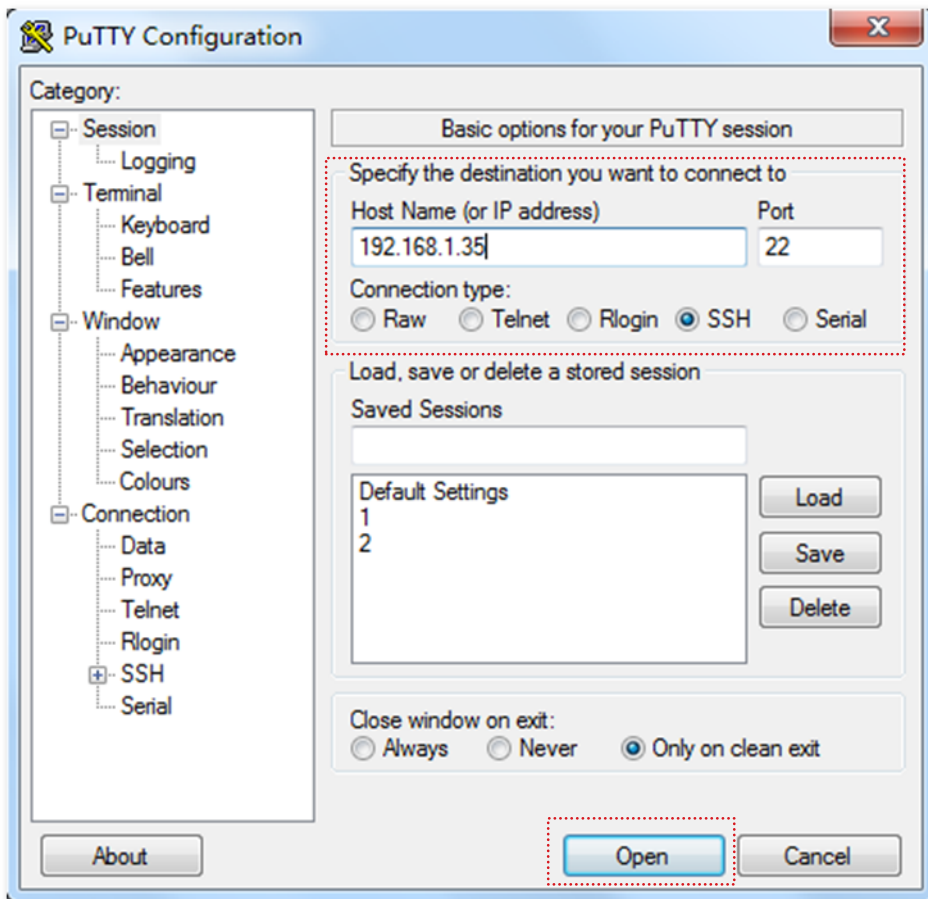 PuTTY Configuration
Category:
Session
Logging
Terminal
Keyboard
Bell
Features
Window
Appearance
Behaviour
Translation
Selection
Colours
Connection
Data
Proxy
Telnet
Rlogin
SSH
Serial
Basic options for your PuTTY session
Specify the destination you want to connect to
Host Name (or IP address) Port
192.168.1.35 22
Connection type:
Raw Telnet Rlogin SSH Serial
Load, save or delete a stored session
Saved Sessions
Default Settings
1
2
Load
Save
Delete
Close window on exit:
Always Never Only on clean exit
About Open Cancel